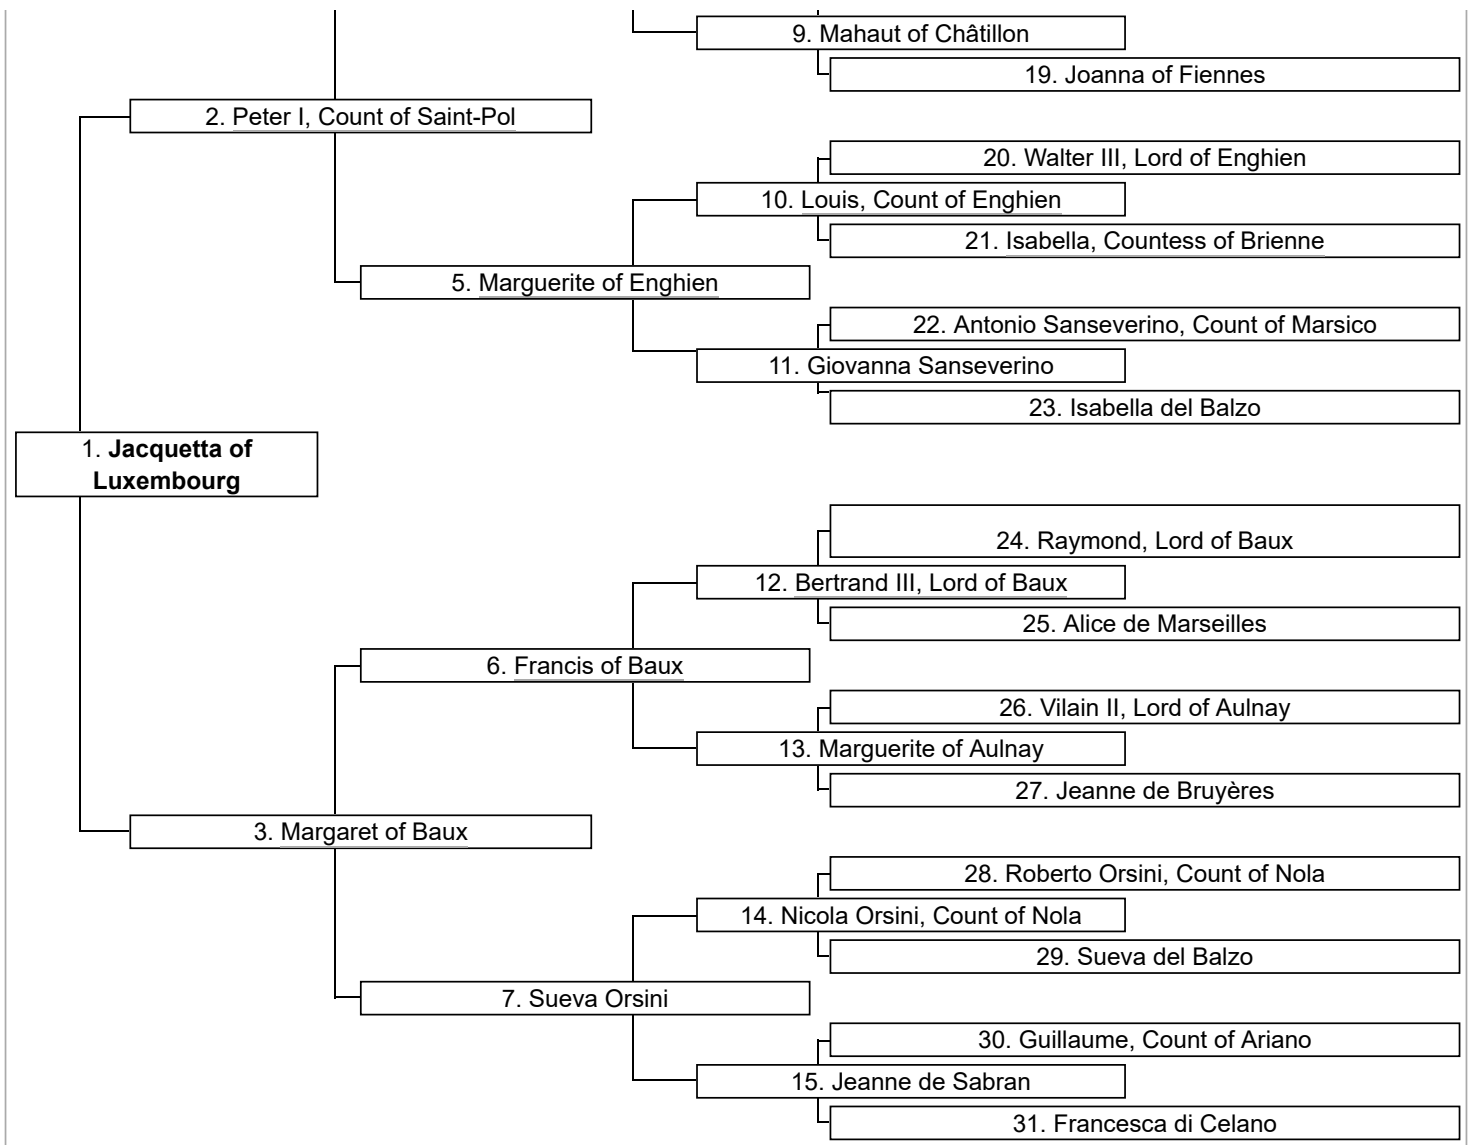 9. Mahaut of Châtillon
19. Joanna of Fiennes
2. Peter I, Count of Saint-Pol
20. Walter III, Lord of Enghien
10. Louis, Count of Enghien
21. Isabella, Countess of Brienne
5. Marguerite of Enghien
22. Antonio Sanseverino, Count of Marsico
11. Giovanna Sanseverino
23. Isabella del Balzo
1. Jacquetta of
Luxembourg
24. Raymond, Lord of Baux
12. Bertrand III, Lord of Baux
25. Alice de Marseilles
6. Francis of Baux
26. Vilain II, Lord of Aulnay
13. Marguerite of Aulnay
27. Jeanne de Bruyères
3. Margaret of Baux
28. Roberto Orsini, Count of Nola
14. Nicola Orsini, Count of Nola
29. Sueva del Balzo
7. Sueva Orsini
30. Guillaume, Count of Ariano
15. Jeanne de Sabran
31. Francesca di Celano